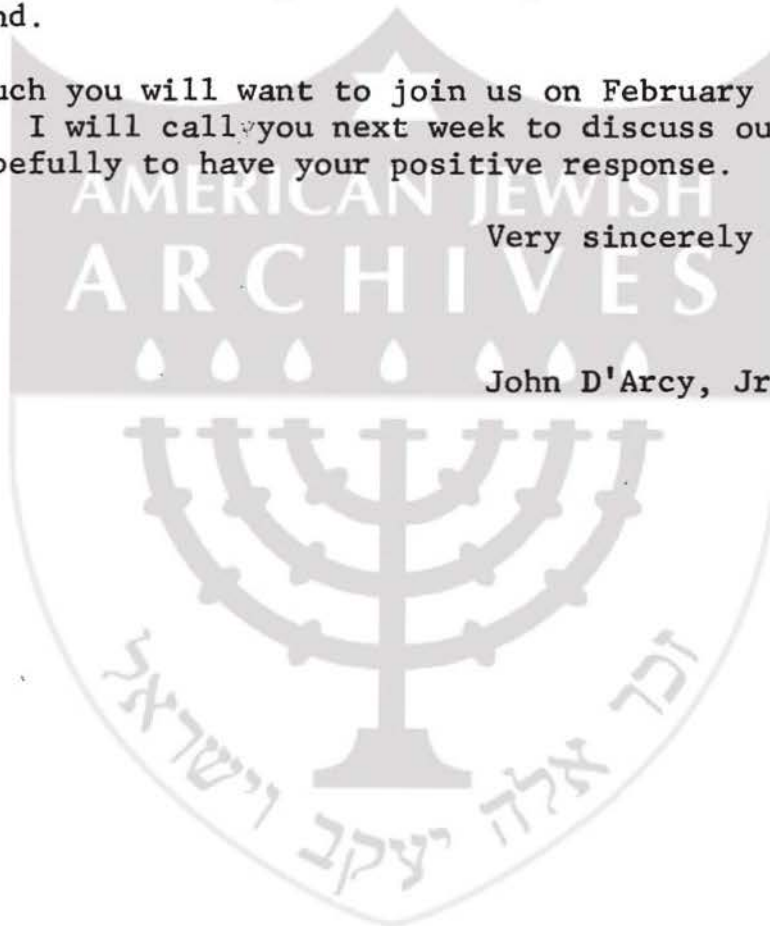 nd.
uch you will want to join us on February
I will call you next week to discuss ou
pefully to have your positive response.
AMERICAN JEWISH
Very sincerely
ARCHIVES
John D'Arcy, Jr
זכר אלה יעקב וישראל